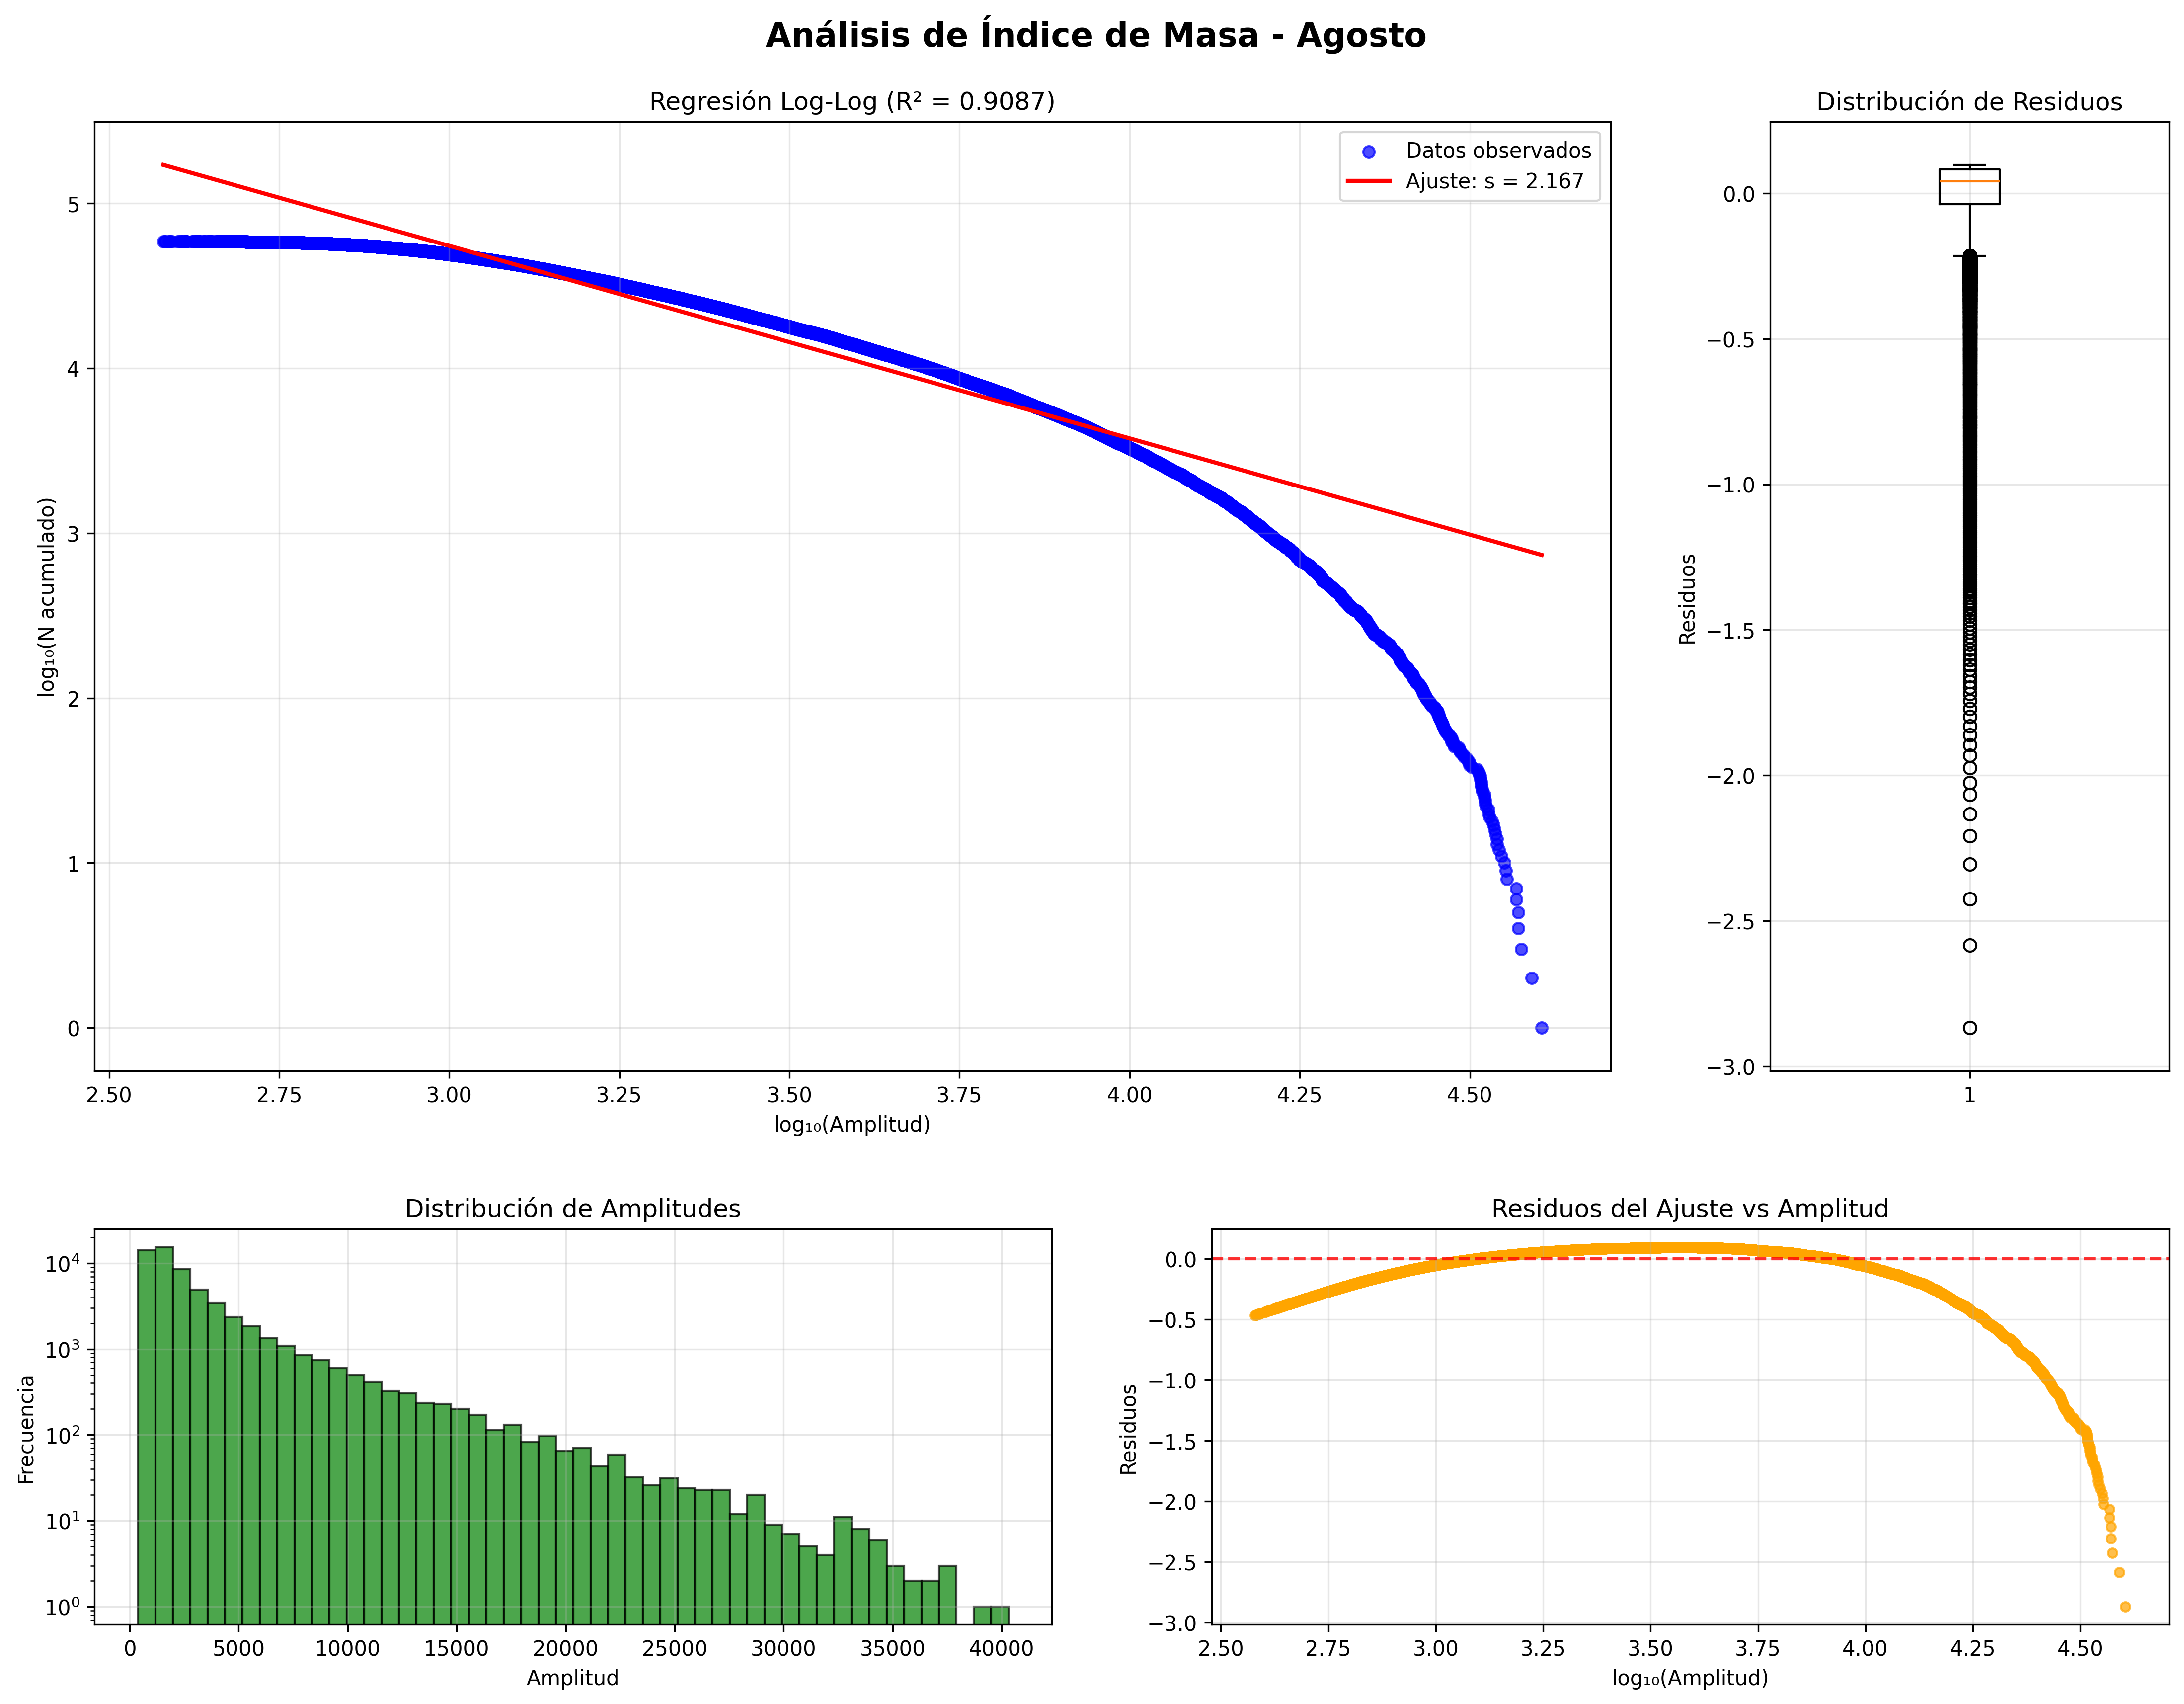 Análisis de Índice de Masa - Agosto
Regresión Log-Log (R² = 0.9087)
Datos observados
Ajuste: s = 2.167
log₁₀(N acumulado)
5
4
3
2
1
0
2.50 2.75 3.00 3.25 3.50 3.75 4.00 4.25 4.50
log₁₀(Amplitud)
Distribución de Residuos
Residuos
0.0
−0.5
−1.0
−1.5
−2.0
−2.5
−3.0
1
Distribución de Amplitudes
Frecuencia
10⁴
10³
10²
10¹
10⁰
0 5000 10000 15000 20000 25000 30000 35000 40000
Amplitud
Residuos del Ajuste vs Amplitud
Residuos
0.0
−0.5
−1.0
−1.5
−2.0
−2.5
−3.0
2.50 2.75 3.00 3.25 3.50 3.75 4.00 4.25 4.50
log₁₀(Amplitud)